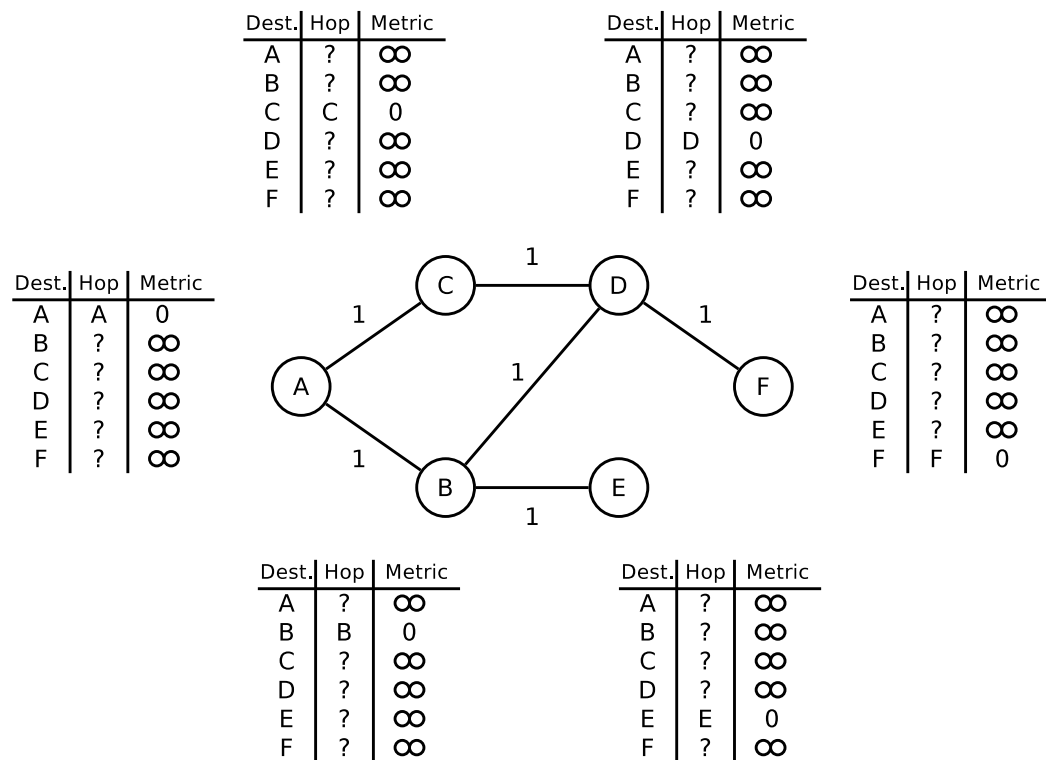 Dest. Hop Metric
A ? ∞
B ? ∞
C C 0
D ? ∞
E ? ∞
F ? ∞
Dest. Hop Metric
A ? ∞
B ? ∞
C ? ∞
D D 0
E ? ∞
F ? ∞
Dest. Hop Metric
A A 0
B ? ∞
C ? ∞
D ? ∞
E ? ∞
F ? ∞
1
C
D
1
1
1
A
F
1
B
E
1
Dest. Hop Metric
A ? ∞
B ? ∞
C ? ∞
D ? ∞
E ? ∞
F F 0
Dest. Hop Metric
A ? ∞
B B 0
C ? ∞
D ? ∞
E ? ∞
F ? ∞
Dest. Hop Metric
A ? ∞
B ? ∞
C ? ∞
D ? ∞
E E 0
F ? ∞